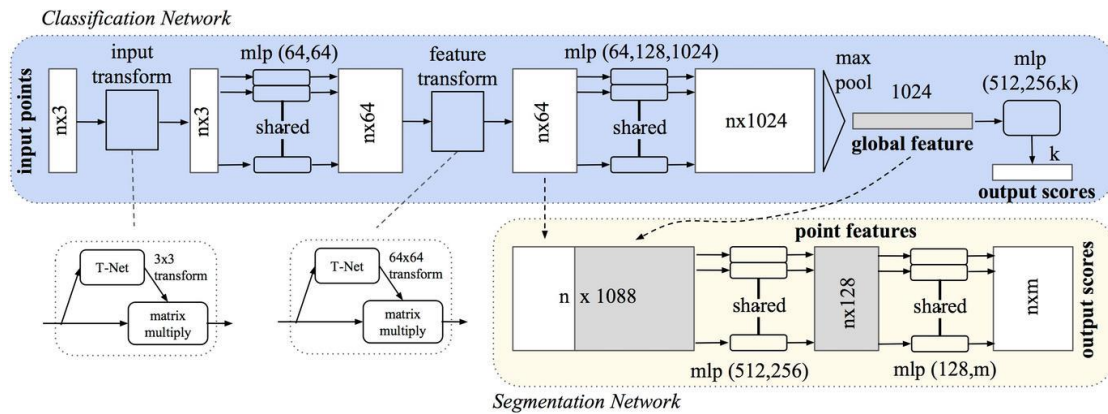 Classification Network
input points
nx3
input
transform
nx3
mlp (64,64)
shared
nx64
feature
transform
nx64
mlp (64,128,1024)
shared
nx1024
max
pool
1024
global feature
mlp
(512,256,k)
k
output scores
T-Net
3x3
transform
matrix
multiply
T-Net
64x64
transform
matrix
multiply
point features
n x 1088
shared
mlp (512,256)
nx128
shared
mlp (128,m)
nxm
output scores
Segmentation Network